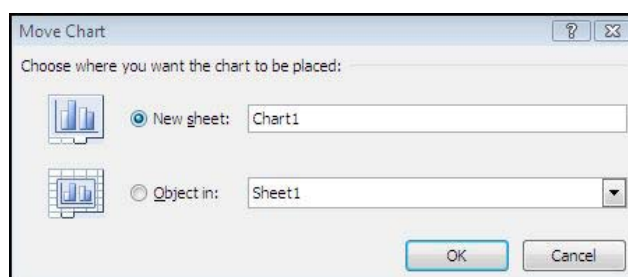 Move Chart
Choose where you want the chart to be placed:
New sheet: Chart1
Object in: Sheet1
OK Cancel